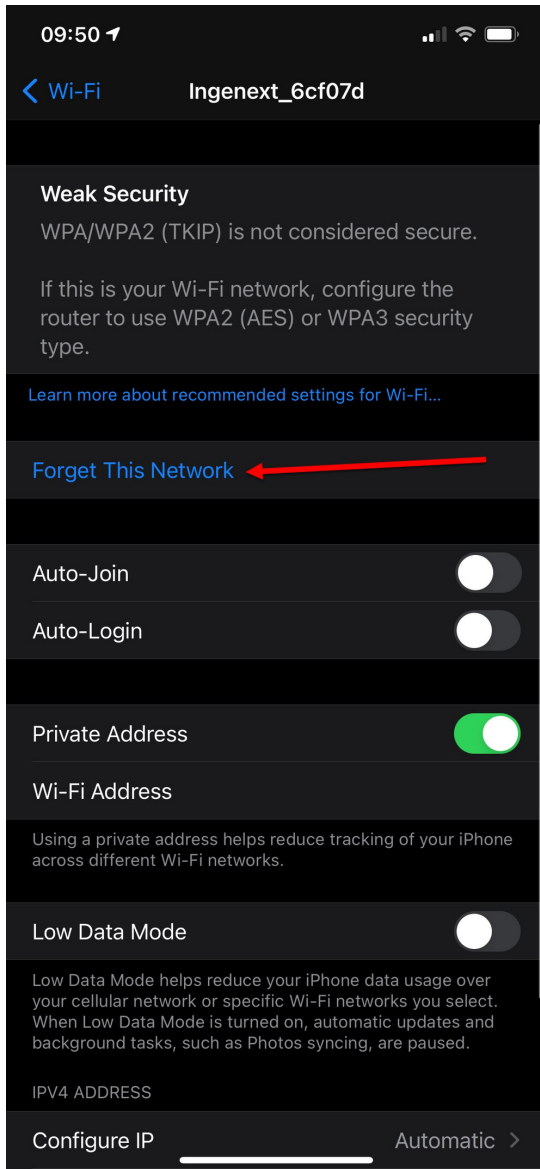 09:50
Wi-Fi
Ingenext_6cf07d
Weak Security
WPA/WPA2 (TKIP) is not considered secure.
If this is your Wi-Fi network, configure the
router to use WPA2 (AES) or WPA3 security
type.
Learn more about recommended settings for Wi-Fi...
Forget This Network
Auto-Join
Auto-Login
Private Address
Wi-Fi Address
Using a private address helps reduce tracking of your iPhone
across different Wi-Fi networks.
Low Data Mode
Low Data Mode helps reduce your iPhone data usage over
your cellular network or specific Wi-Fi networks you select.
When Low Data Mode is turned on, automatic updates and
background tasks, such as Photos syncing, are paused.
IPV4 ADDRESS
Configure IP Automatic